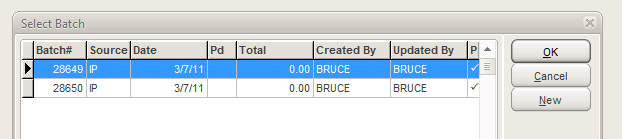 Select Batch
Batch# Source Date Pd Total Created By Updated By P
28649 IP 3/7/11 0.00 BRUCE BRUCE
28650 IP 3/7/11 0.00 BRUCE BRUCE
OK
Cancel
New